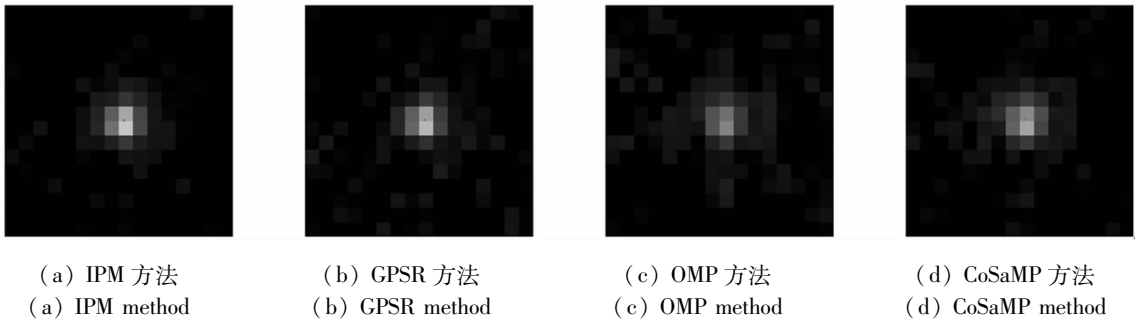 (a) IPM 方法
(a) IPM method
(b) GPSR 方法
(b) GPSR method
(c) OMP 方法
(c) OMP method
(d) CoSaMP 方法
(d) CoSaMP method